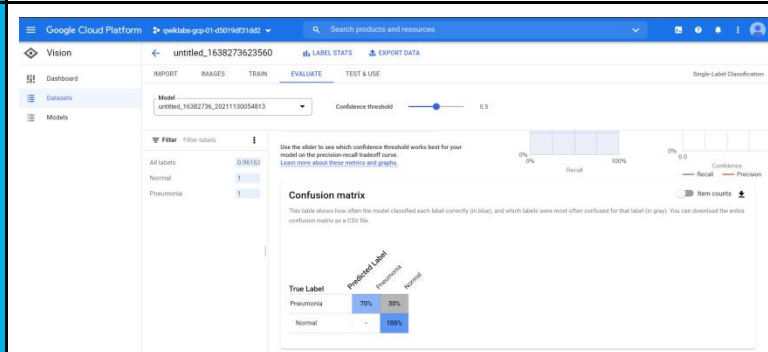 Google Cloud Platform
qwiklabs-gcp-01-d5019df31dd2
Search products and resources
Vision
untitled_1638273623560
LABEL STATS
EXPORT DATA
Dashboard
Datasets
Models
IMPORT
IMAGES
TRAIN
EVALUATE
TEST & USE
Single-Label Classification
Model
untitled_16382736_20211130054813
Confidence threshold
0.5
Filter
Filter labels
All labels
0.96162
Normal
1
Pneumonia
1
Use the slider to see which confidence threshold works best for your
model on the precision-recall tradeoff curve.
Learn more about these metrics and graphs.
0%
0%
100%
Recall
0%
0.0
Confidence
Recall
Precision
Confusion matrix
Item counts
This table shows how often the model classified each label correctly (in blue), and which labels were most often confused for that label (in gray). You can download the entire
confusion matrix as a CSV file.
Predicted Label
Pneumonia
Normal
True Label
Pneumonia
70%
30%
Normal
-
100%